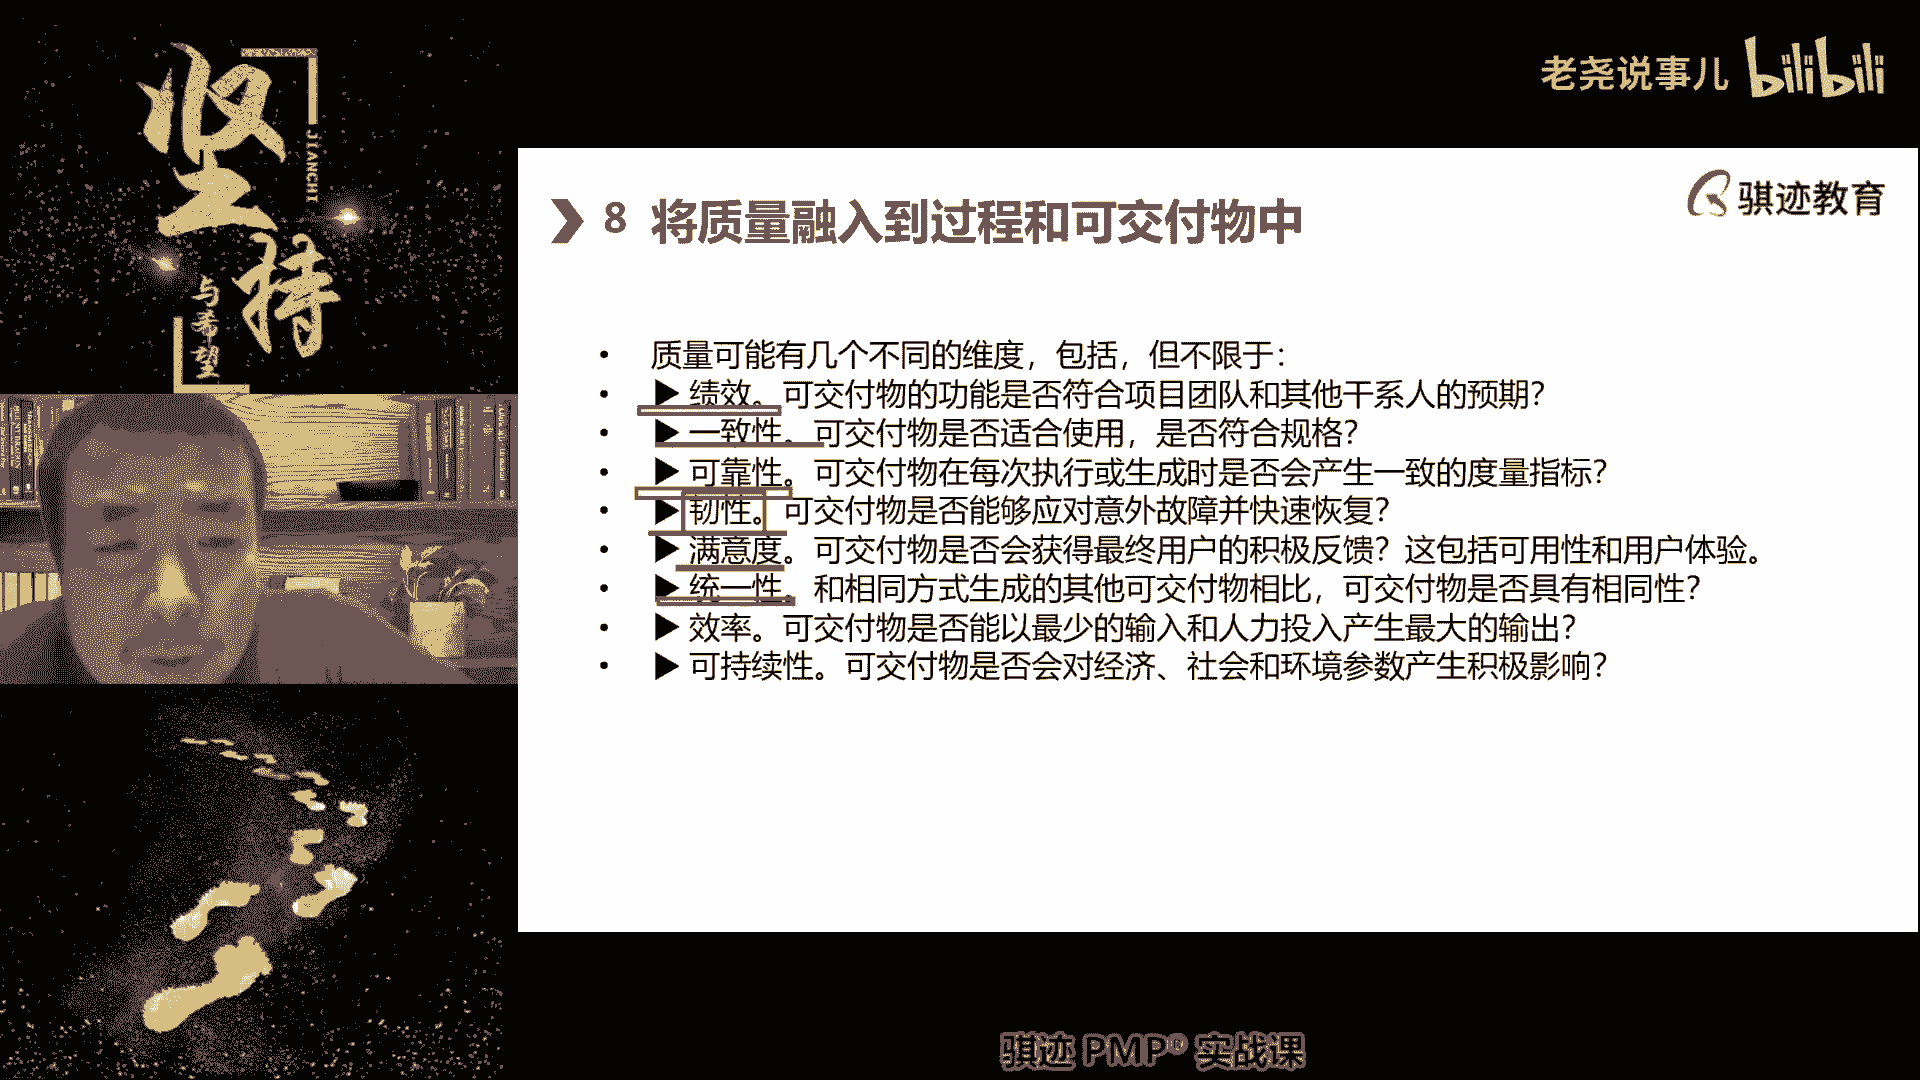 坚持
JIANCHI
与希望
老尧说事儿 bilibili
骐迹教育
8 将质量融入到过程和可交付物中
• 质量可能有几个不同的维度，包括，但不限于：
• ▶ 绩效。可交付物的功能是否符合项目团队和其他干系人的预期？
• ▶ 一致性。可交付物是否适合使用，是否符合规格？
• ▶ 可靠性。可交付物在每次执行或生成时是否会产生一致的度量指标？
• ▶ 韧性。可交付物是否能够应对意外故障并快速恢复？
• ▶ 满意度。可交付物是否会获得最终用户的积极反馈？这包括可用性和用户体验。
• ▶ 统一性。和相同方式生成的其他可交付物相比，可交付物是否具有相同性？
• ▶ 效率。可交付物是否能以最少的输入和人力投入产生最大的输出？
• ▶ 可持续性。可交付物是否会对经济、社会和环境参数产生积极影响？
骐迹 PMP® 实战课